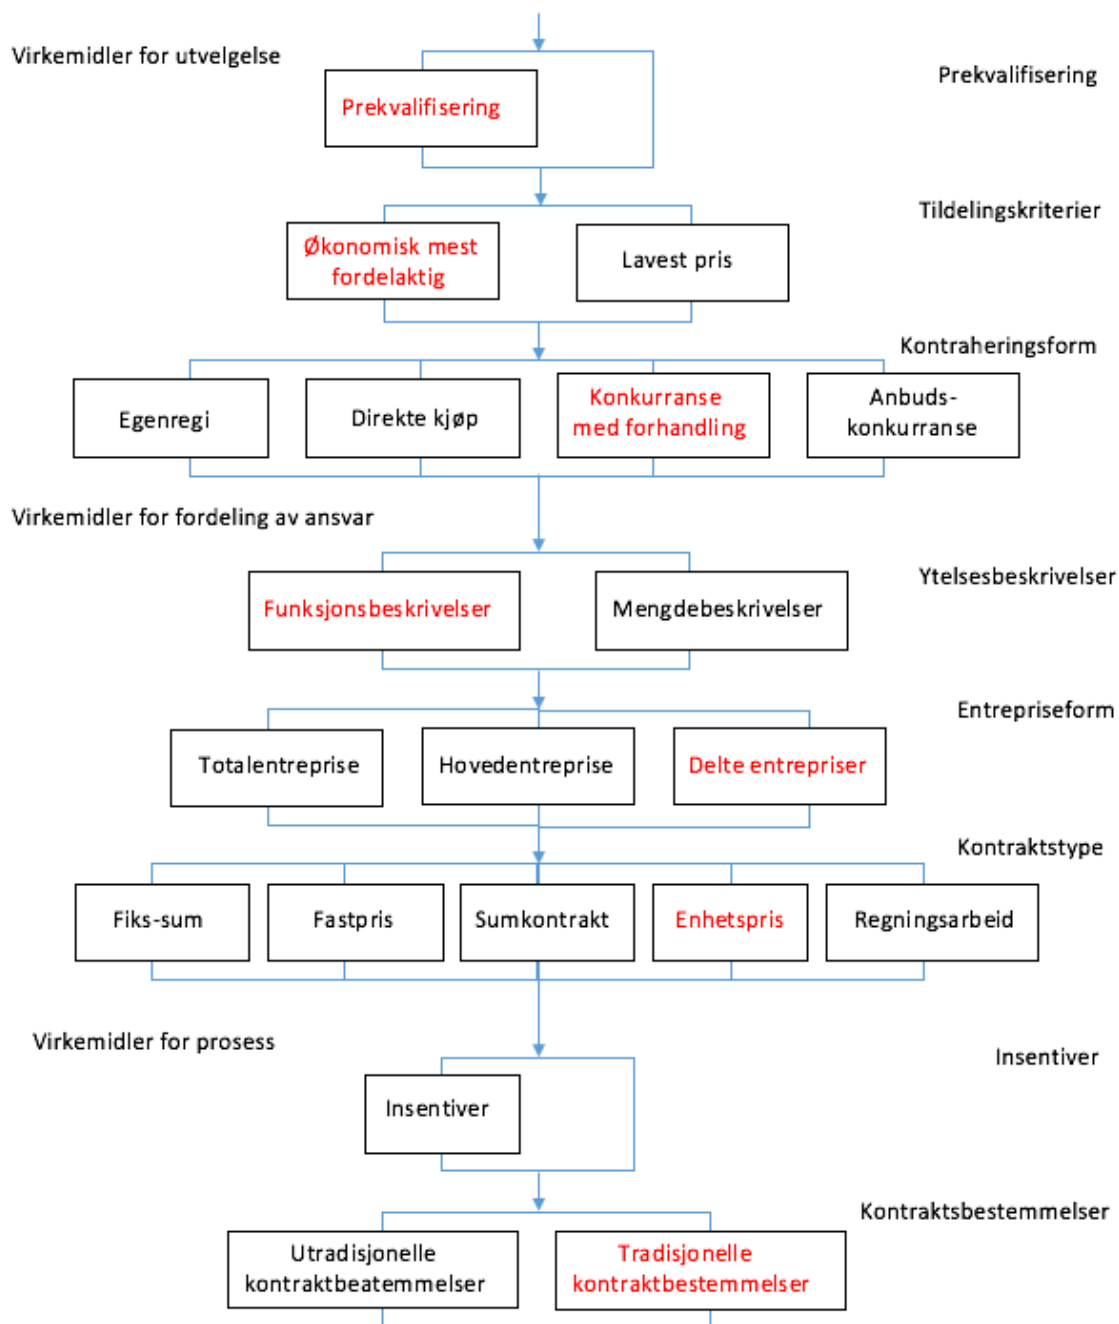 Virkemidler for utvelgelse
Prekvalifisering
Prekvalifisering
Tildelingskriterier
Økonomisk mest
fordelaktig
Lavest pris
Kontraheringsform
Egenregi
Direkte kjøp
Konkurranse
med forhandling
Anbuds-
konkurranse
Virkemidler for fordeling av ansvar
Ytelsesbeskrivelser
Funksjonsbeskrivelser
Mengdebeskrivelser
Entrepriseform
Totalentreprise
Hovedentreprise
Delte entrepriser
Kontraktstype
Fiks-sum
Fastpris
Sumkontrakt
Enhetspris
Regningsarbeid
Virkemidler for prosess
Insentiver
Insentiver
Kontraktsbestemmelser
Utradisjonelle
kontraktbeatemmelser
Tradisjonelle
kontraktbestemmelser